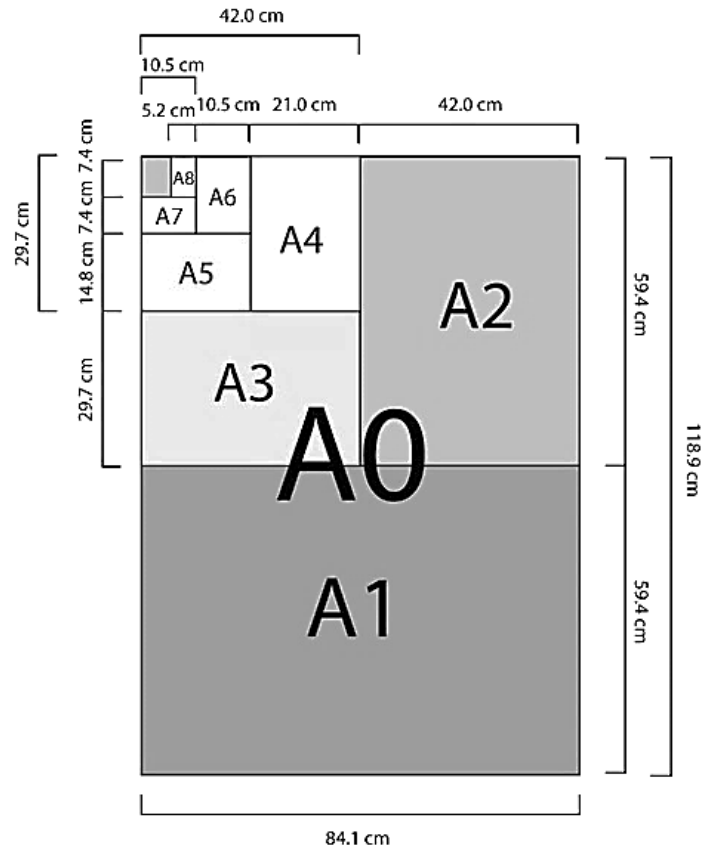 42.0 cm
10.5 cm
5.2 cm
10.5 cm
21.0 cm
42.0 cm
7.4 cm
7.4 cm
14.8 cm
29.7 cm
29.7 cm
A8
A7
A6
A5
A4
A3
A2
A0
A1
59.4 cm
59.4 cm
118.9 cm
84.1 cm